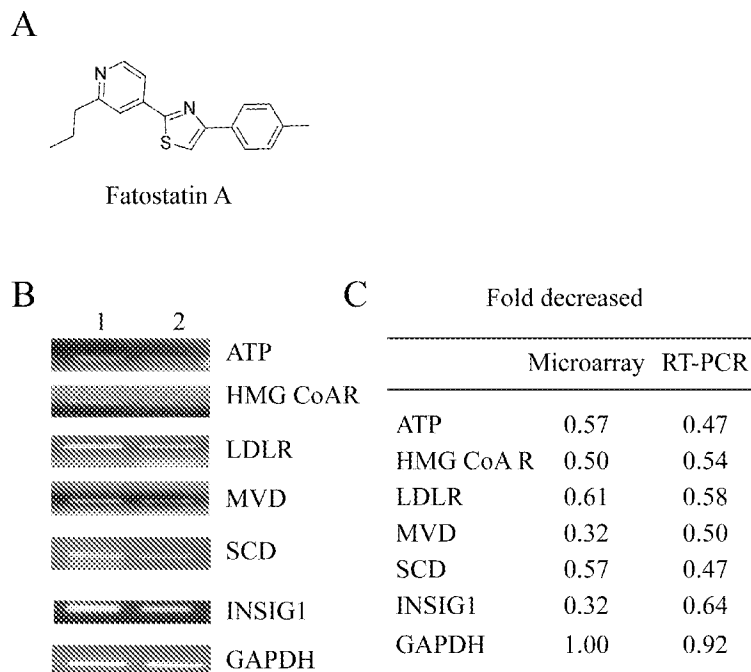 A
N
N
S
Fatostatin A
B
1 2
ATP
HMG CoAR
LDLR
MVD
SCD
INSIG1
GAPDH
C
Fold decreased
Microarray RT-PCR
ATP 0.57 0.47
HMG CoA R 0.50 0.54
LDLR 0.61 0.58
MVD 0.32 0.50
SCD 0.57 0.47
INSIG1 0.32 0.64
GAPDH 1.00 0.92